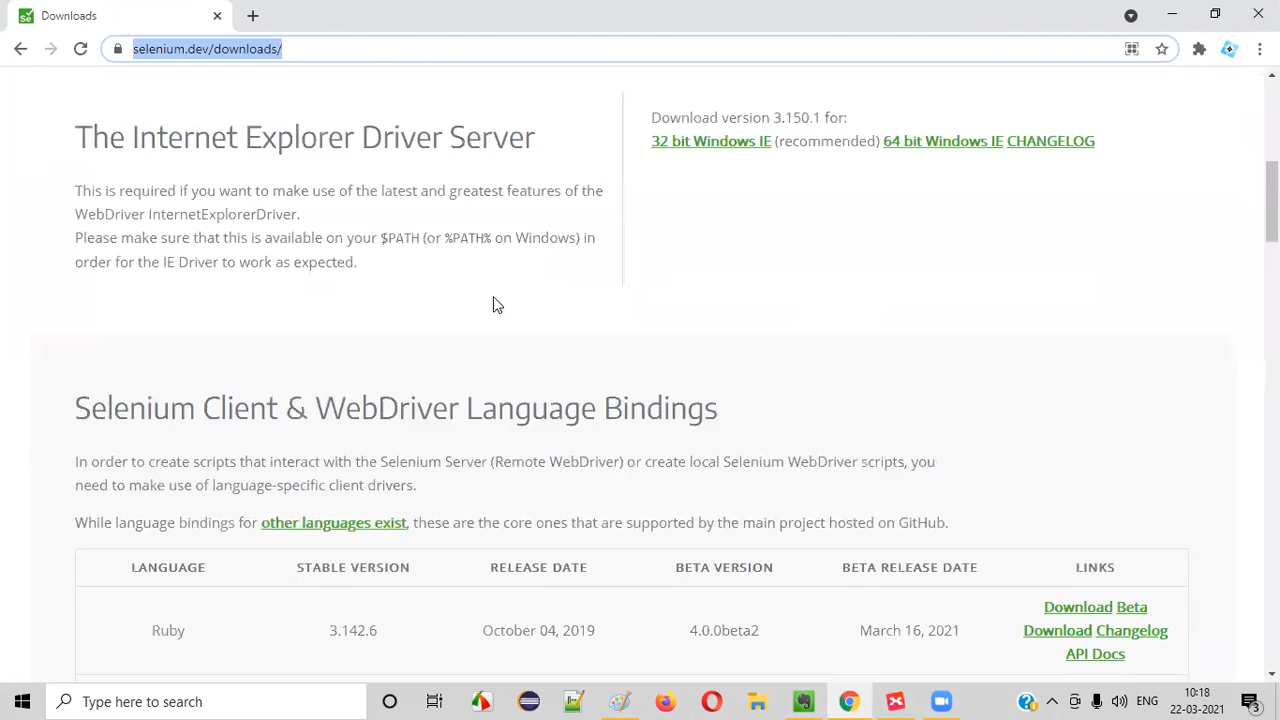 Downloads
selenium.dev/downloads/
The Internet Explorer Driver Server
This is required if you want to make use of the latest and greatest features of the
WebDriver InternetExplorerDriver.
Please make sure that this is available on your $PATH (or %PATH% on Windows) in
order for the IE Driver to work as expected.
Download version 3.150.1 for:
32 bit Windows IE (recommended) 64 bit Windows IE CHANGELOG
Selenium Client & WebDriver Language Bindings
In order to create scripts that interact with the Selenium Server (Remote WebDriver) or create local Selenium WebDriver scripts, you
need to make use of language-specific client drivers.
While language bindings for other languages exist, these are the core ones that are supported by the main project hosted on GitHub.
LANGUAGE STABLE VERSION RELEASE DATE BETA VERSION BETA RELEASE DATE LINKS
Ruby 3.142.6 October 04, 2019 4.0.0beta2 March 16, 2021 Download Beta
Download Changelog
API Docs
Type here to search
ENG
10:18
22-03-2021
3